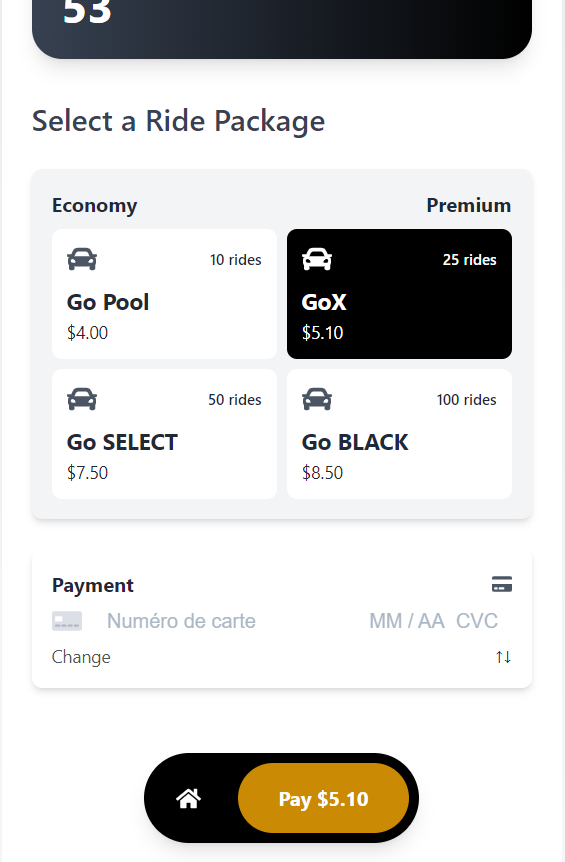 53
Select a Ride Package
Economy Premium
10 rides
Go Pool
$4.00
25 rides
GoX
$5.10
50 rides
Go SELECT
$7.50
100 rides
Go BLACK
$8.50
Payment
Numéro de carte MM / AA CVC
Change
Pay $5.10